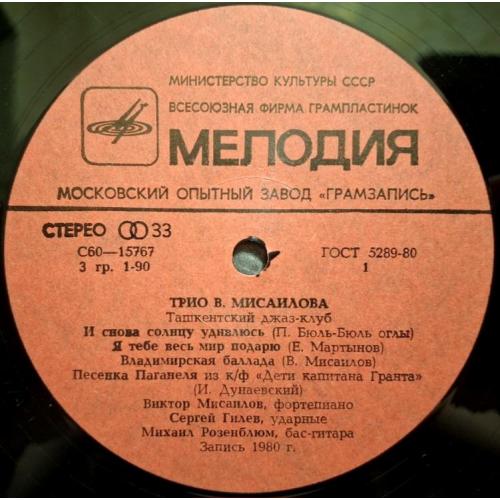 МИНИСТЕРСТВО КУЛЬТУРЫ СССР
ВСЕСОЮЗНАЯ ФИРМА ГРАМПЛАСТИНОК
МЕЛОДИЯ
МОСКОВСКИЙ ОПЫТНЫЙ ЗАВОД «ГРАМЗАПИСЬ»
СТЕРЕО 33
С60—15767 ГОСТ 5289-80
3 гр. 1-90 1
ТРИО В. МИСАИЛОВА
Ташкентский джаз-клуб
И снова солнцу удивлюсь (П. Бюль-Бюль оглы)
Я тебе весь мир подарю (Е. Мартынов)
Владимирская баллада (В. Мисаилов)
Песенка Паганеля из к/ф «Дети капитана Гранта»
(И. Дунаевский)
Виктор Мисаилов, фортепиано
Сергей Гилев, ударные
Михаил Розенблюм, бас-гитара
Запись 1980 г.